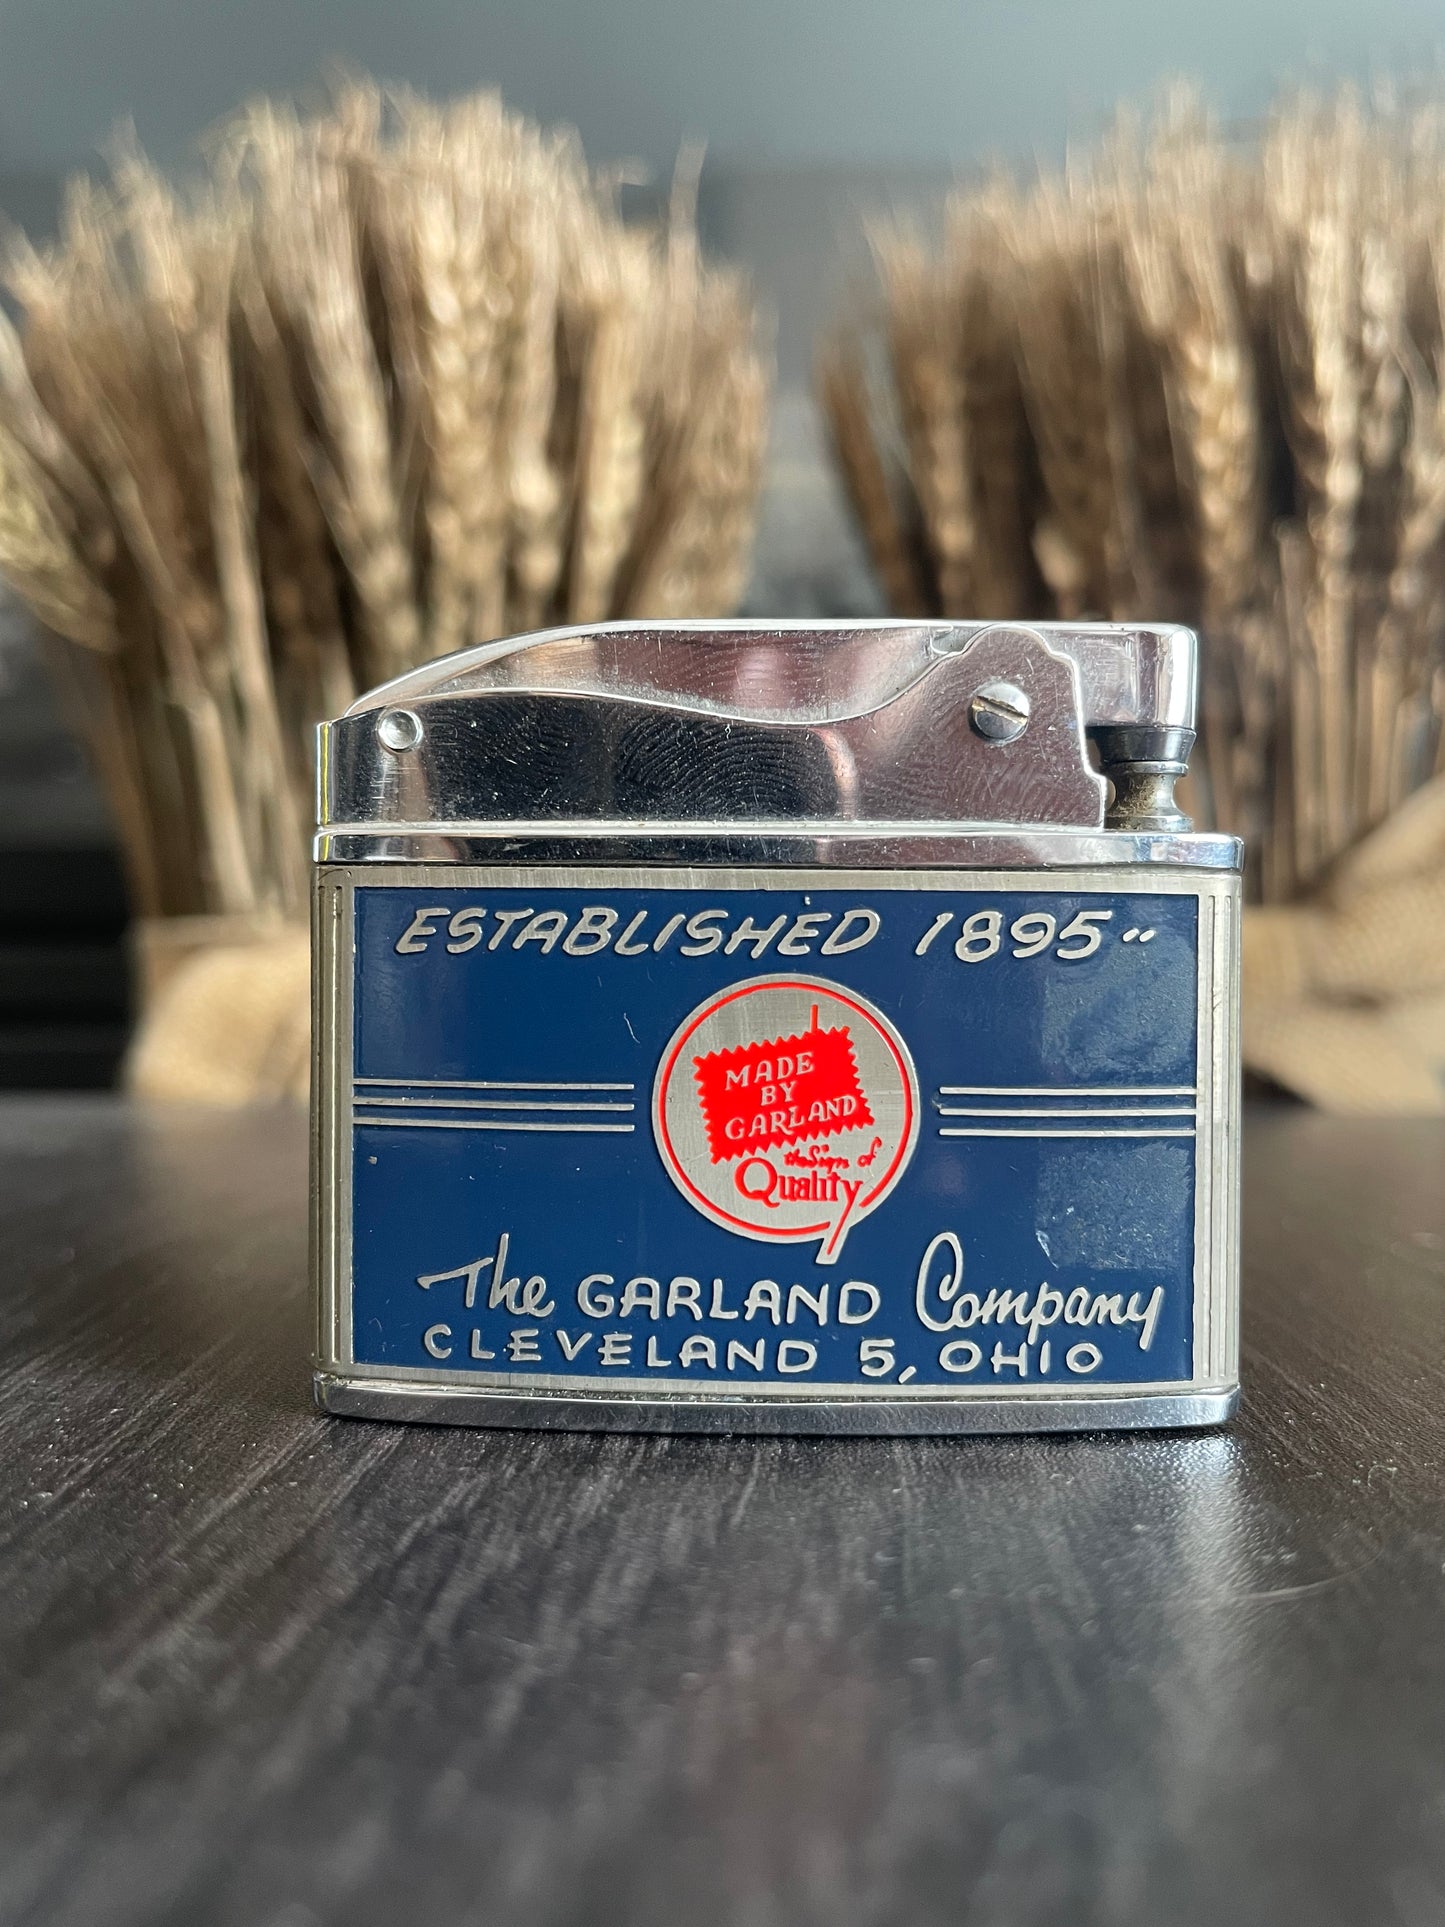 ESTABLISHED 1895..
MADE
BY
GARLAND
the Sign of
Quality
The GARLAND Company
CLEVELAND 5, OHIO